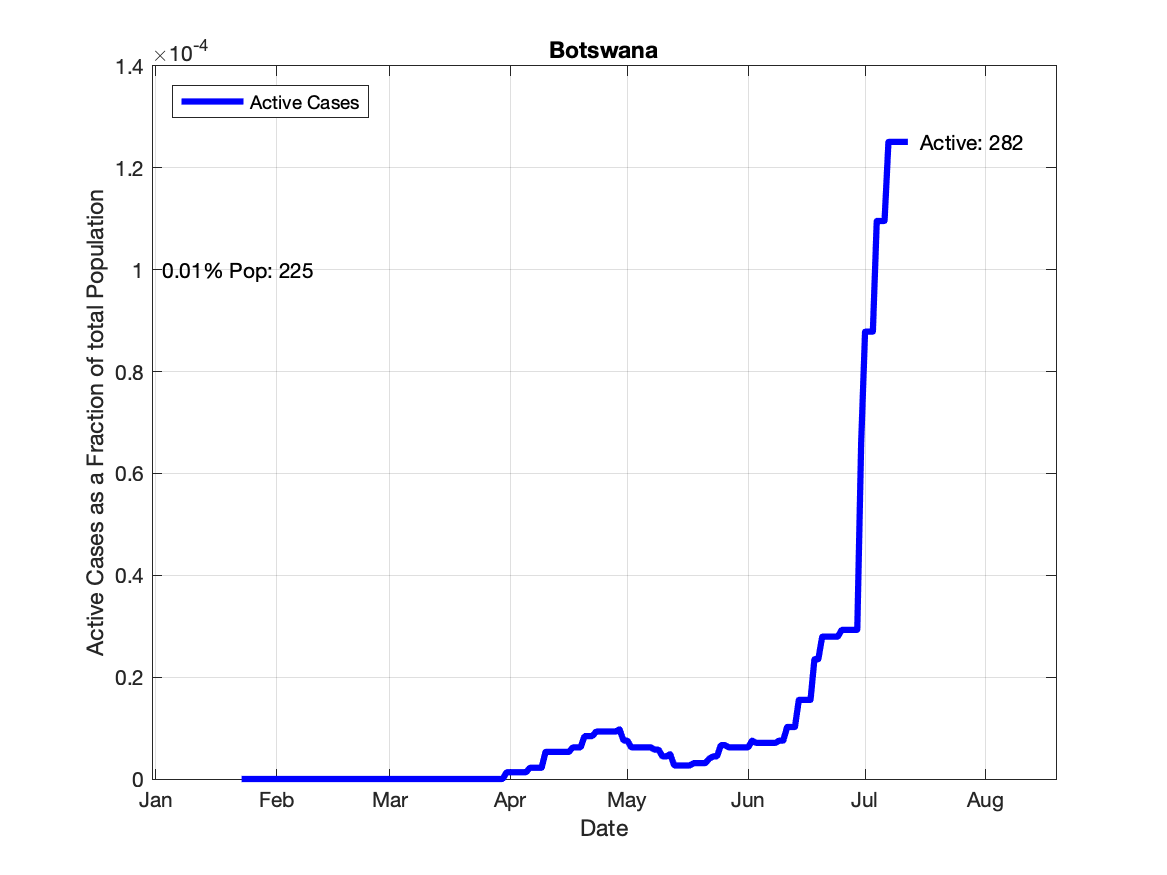 Botswana
×10⁻⁴
1.4
1.2
1
0.8
0.6
0.4
0.2
0
Active Cases as a Fraction of total Population
Active Cases
Active: 282
0.01% Pop: 225
Jan Feb Mar Apr May Jun Jul Aug
Date